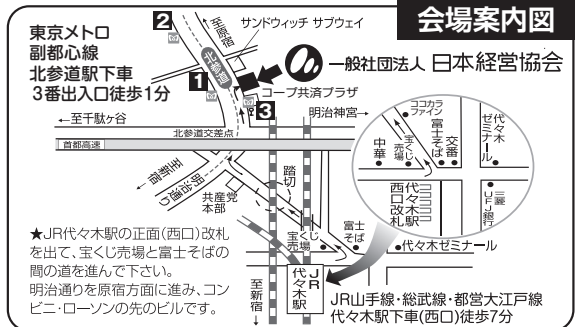 会場案内図
東京メトロ
副都心線
北参道駅下車
3番出入口徒歩1分
2
至原宿
サンドウィッチ サブウェイ
北参道
1
3
一般社団法人 日本経営協会
コープ共済プラザ
←至千駄ヶ谷
明治神宮→
北参道交差点
首都高速
至新宿
明治通り
共産党
本部
踏切
宝くじ
売場
富士
そば
代々木ゼミナール
JR
代々木駅
至新宿
ココカラ
ファイン
代々木
ゼミナール
中華
宝くじ
売場
富士そば
交番
代々木駅
西口改札
三菱
UFJ
銀行
★JR代々木駅の正面(西口)改札
を出て、宝くじ売場と富士そばの
間の道を進んで下さい。
明治通りを原宿方面に進み、コン
ビニ・ローソンの先のビルです。
JR山手線・総武線・都営大江戸線
代々木駅下車(西口)徒歩7分